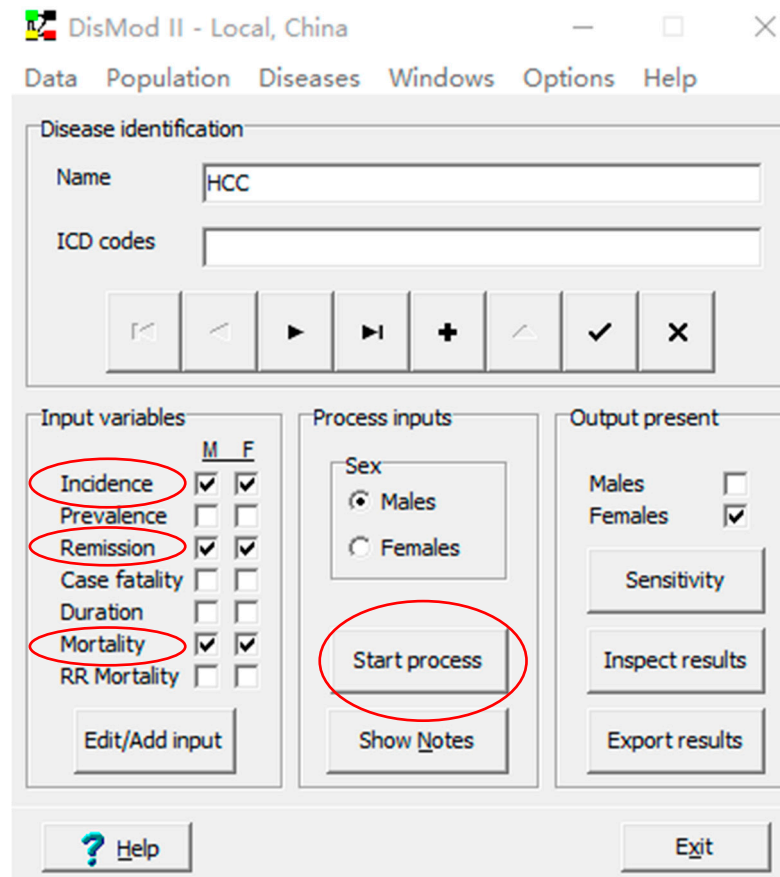 DisMod II - Local, China
Data Population Diseases Windows Options Help
Disease identification
Name HCC
ICD codes
Input variables
M F
Incidence
Prevalence
Remission
Case fatality
Duration
Mortality
RR Mortality
Edit/Add input
Process inputs
Sex
Males
Females
Start process
Show Notes
Output present
Males
Females
Sensitivity
Inspect results
Export results
? Help
Exit